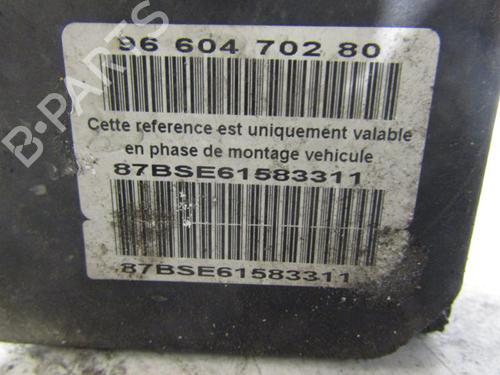 96 604 702 80
Cette reference est uniquement valable
en phase de montage vehicule
87BSE61583311
87BSE61583311
B-PARTS